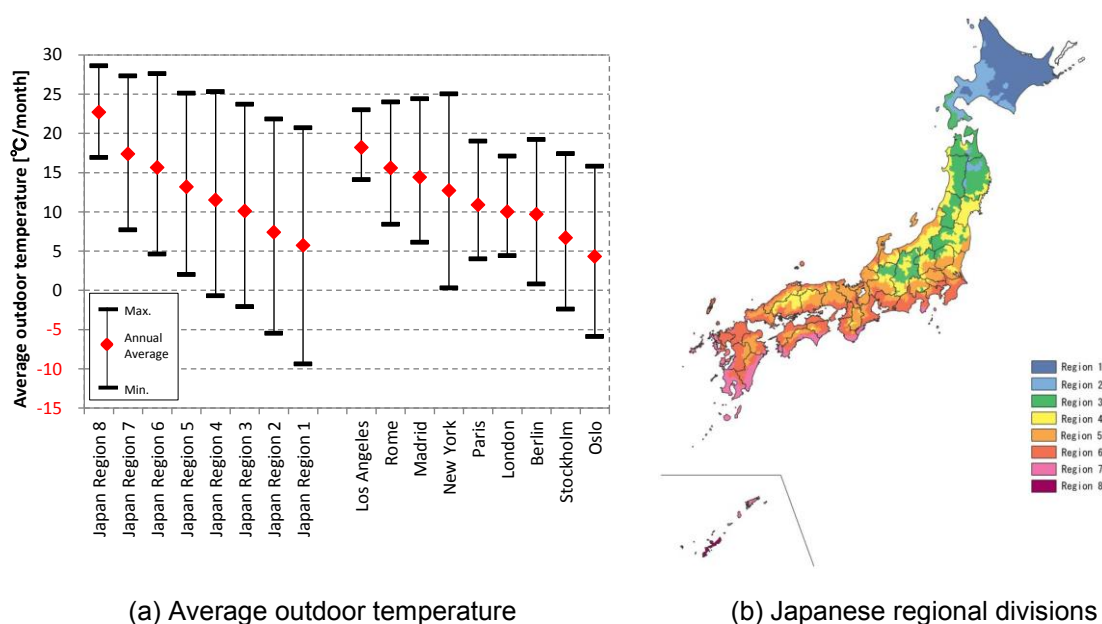 Average outdoor temperature [℃/month]
30
25
20
15
10
5
0
-5
-10
-15
Max.
Annual
Average
Min.
Japan Region 8
Japan Region 7
Japan Region 6
Japan Region 5
Japan Region 4
Japan Region 3
Japan Region 2
Japan Region 1
Los Angeles
Rome
Madrid
New York
Paris
London
Berlin
Stockholm
Oslo
(a) Average outdoor temperature
Region 1
Region 2
Region 3
Region 4
Region 5
Region 6
Region 7
Region 8
(b) Japanese regional divisions